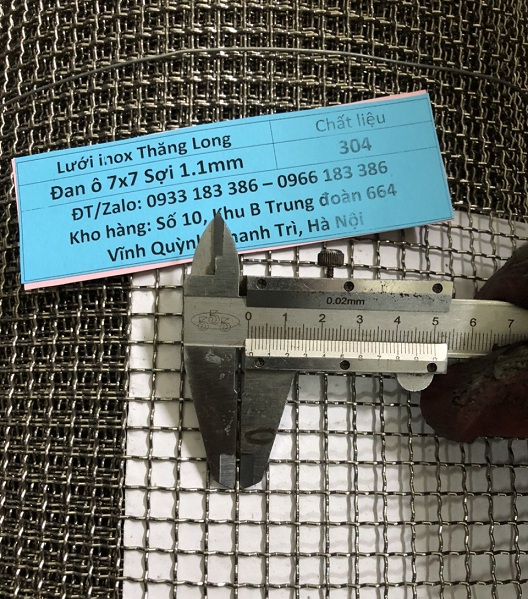 Lưới inox Thăng Long
Chất liệu
Đan ô 7x7 Sợi 1.1mm
304
ĐT/Zalo: 0933 183 386 – 0966 183 386
Kho hàng: Số 10, Khu B Trung đoàn 664
Vĩnh Quỳnh Thanh Trì, Hà Nội
0.02mm
0 1 2 3 4 5 6 7